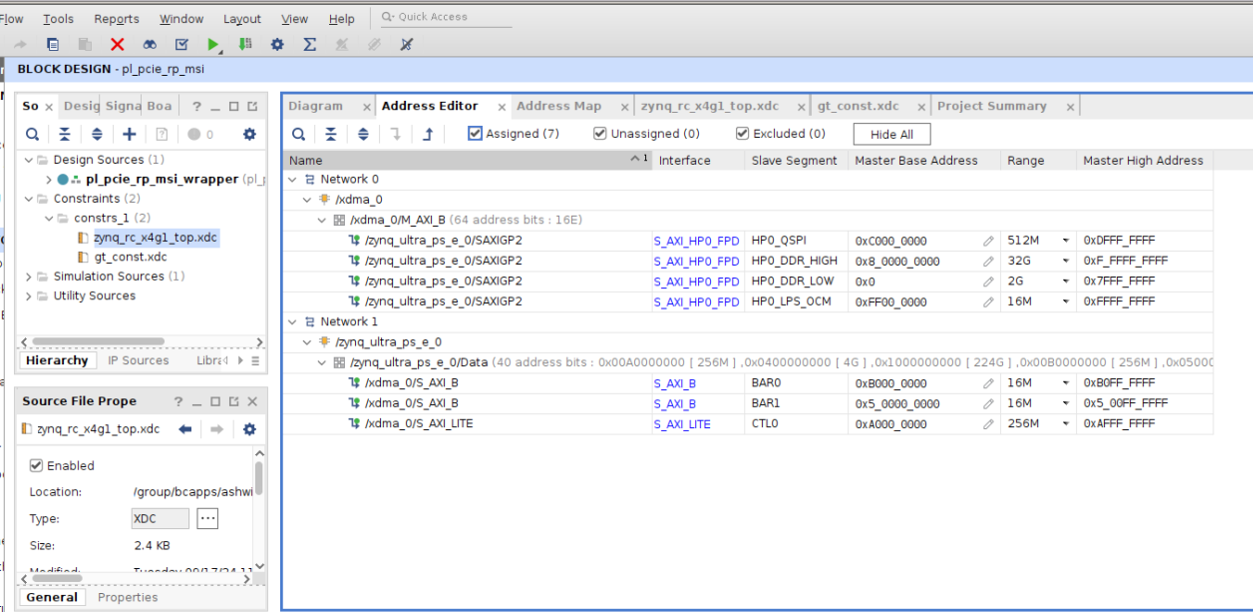 Flow Tools Reports Window Layout View Help Quick Access
BLOCK DESIGN - pl_pcie_rp_msi
So Desig Signa Boa ?
0
Design Sources (1)
pl_pcie_rp_msi_wrapper (pl_
Constraints (2)
constrs_1 (2)
zynq_rc_x4g1_top.xdc
gt_const.xdc
Simulation Sources (1)
Utility Sources
Hierarchy IP Sources Libra
Source File Prope ?
zynq_rc_x4g1_top.xdc
Enabled
Location: /group/bcapps/ashwi
Type: XDC ...
Size: 2.4 KB
Modified:
General Properties
Diagram Address Editor Address Map zynq_rc_x4g1_top.xdc gt_const.xdc Project Summary
Assigned (7) Unassigned (0) Excluded (0) Hide All
Name 1 Interface Slave Segment Master Base Address Range Master High Address
Network 0
/xdma_0
/xdma_0/M_AXI_B (64 address bits : 16E)
/zynq_ultra_ps_e_0/SAXIGP2 S_AXI_HP0_FPD HP0_QSPI 0xC000_0000 512M 0xDFFF_FFFF
/zynq_ultra_ps_e_0/SAXIGP2 S_AXI_HP0_FPD HP0_DDR_HIGH 0x8_0000_0000 32G 0xF_FFFF_FFFF
/zynq_ultra_ps_e_0/SAXIGP2 S_AXI_HP0_FPD HP0_DDR_LOW 0x0 2G 0x7FFF_FFFF
/zynq_ultra_ps_e_0/SAXIGP2 S_AXI_HP0_FPD HP0_LPS_OCM 0xFF00_0000 16M 0xFFFF_FFFF
Network 1
/zynq_ultra_ps_e_0
/zynq_ultra_ps_e_0/Data (40 address bits : 0x00A0000000 [ 256M ] ,0x0400000000 [ 4G ] ,0x1000000000 [ 224G ] ,0x00B0000000 [ 256M ] ,0x05000
/xdma_0/S_AXI_B S_AXI_B BAR0 0xB000_0000 16M 0xB0FF_FFFF
/xdma_0/S_AXI_B S_AXI_B BAR1 0x5_0000_0000 16M 0x5_00FF_FFFF
/xdma_0/S_AXI_LITE S_AXI_LITE CTL0 0xA000_0000 256M 0xAFFF_FFFF